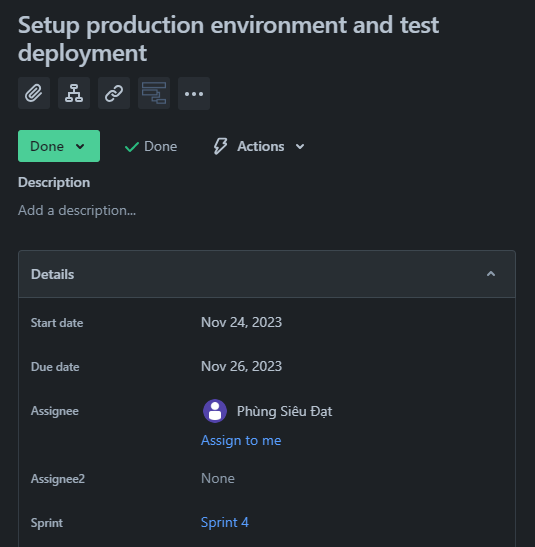 Setup production environment and test
deployment
Done
Done
Actions
Description
Add a description...
Details
Start date
Nov 24, 2023
Due date
Nov 26, 2023
Assignee
Phùng Siêu Đạt
Assign to me
Assignee2
None
Sprint
Sprint 4